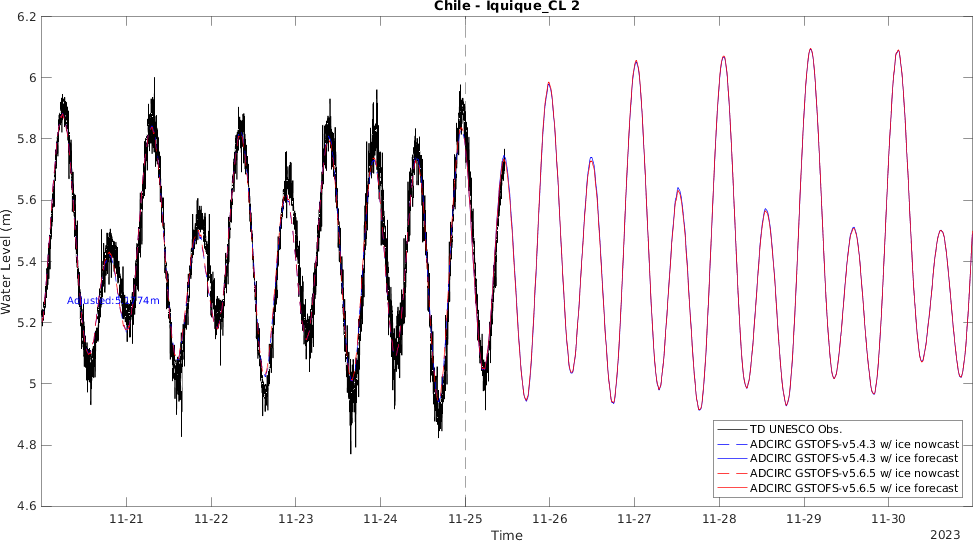 Chile - Iquique_CL 2
Water Level (m)
6.2
6
5.8
5.6
5.4
5.2
5
4.8
4.6
TD UNESCO Obs.
ADCIRC GSTOFS-v5.4.3 w/ ice nowcast
ADCIRC GSTOFS-v5.4.3 w/ ice forecast
ADCIRC GSTOFS-v5.6.5 w/ ice nowcast
ADCIRC GSTOFS-v5.6.5 w/ ice forecast
11-21 11-22 11-23 11-24 11-25 11-26 11-27 11-28 11-29 11-30
Time
2023